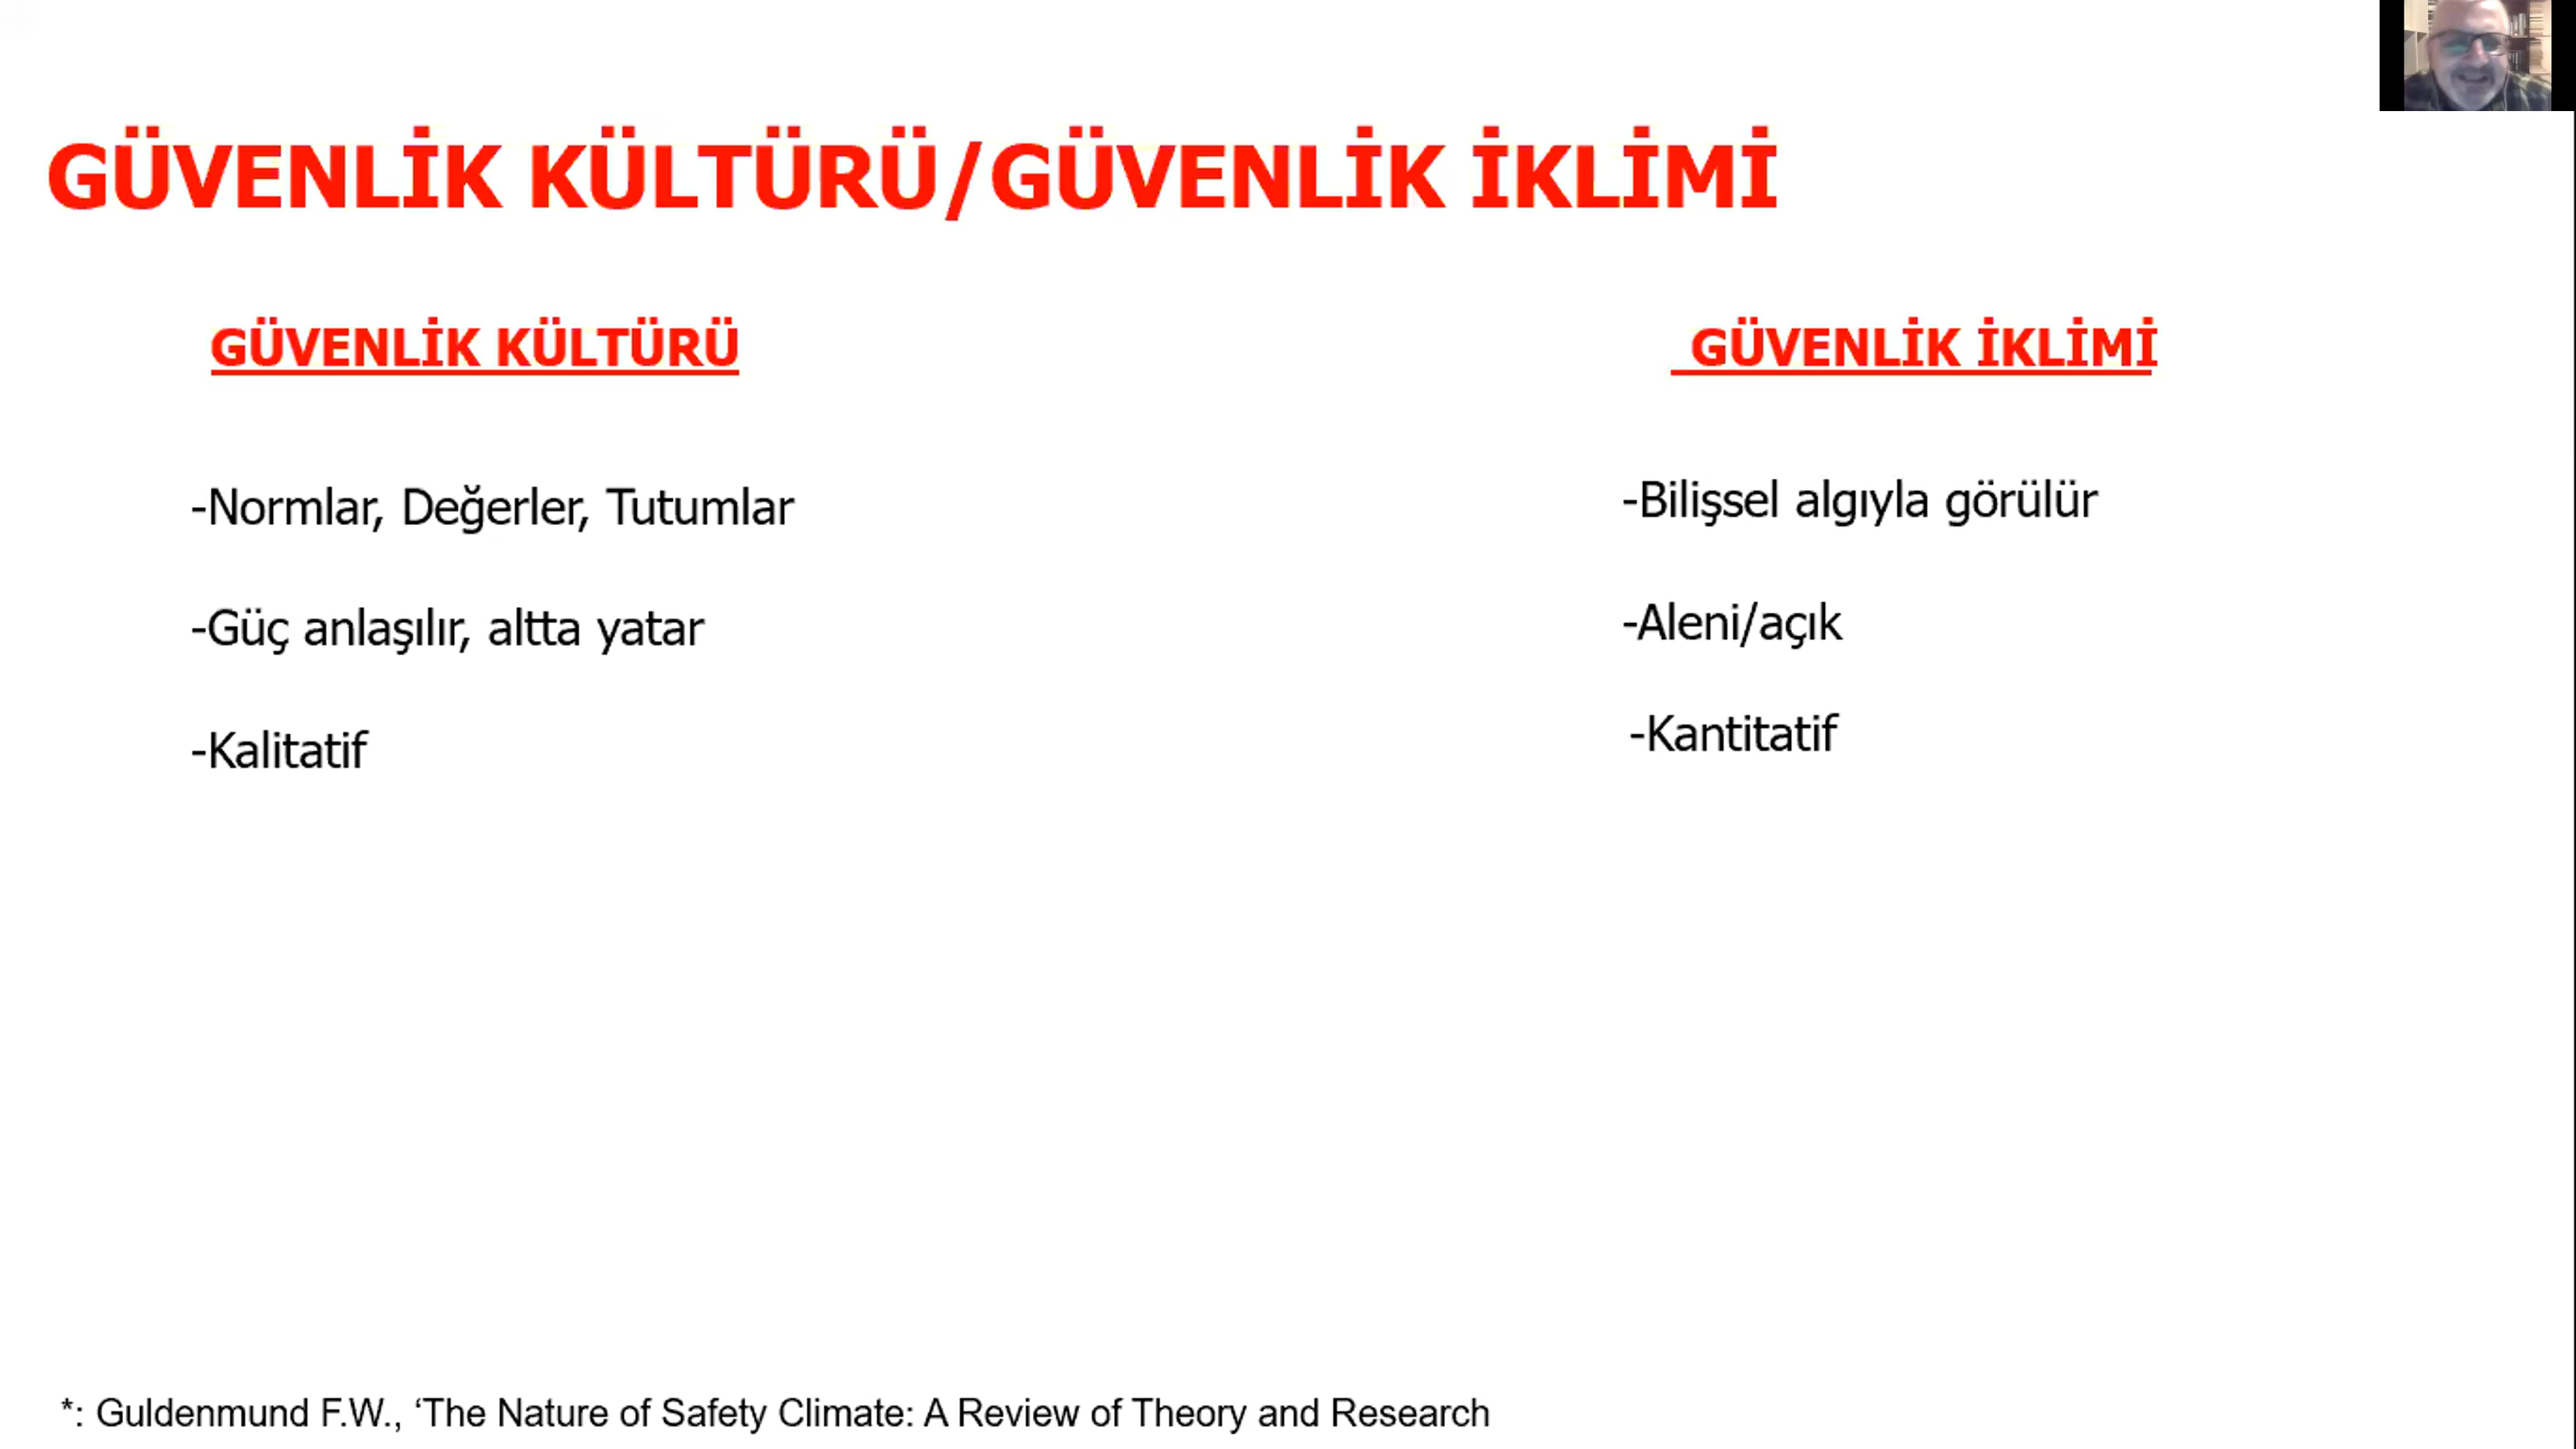 GÜVENLİK KÜLTÜRÜ/GÜVENLİK İKLİMİ
GÜVENLİK KÜLTÜRÜ
-Normlar, Değerler, Tutumlar
-Güç anlaşılır, altta yatar
-Kalitatif
GÜVENLİK İKLİMİ
-Bilişsel algıyla görülür
-Aleni/açık
-Kantitatif
*: Guldenmund F.W., ‘The Nature of Safety Climate: A Review of Theory and Research